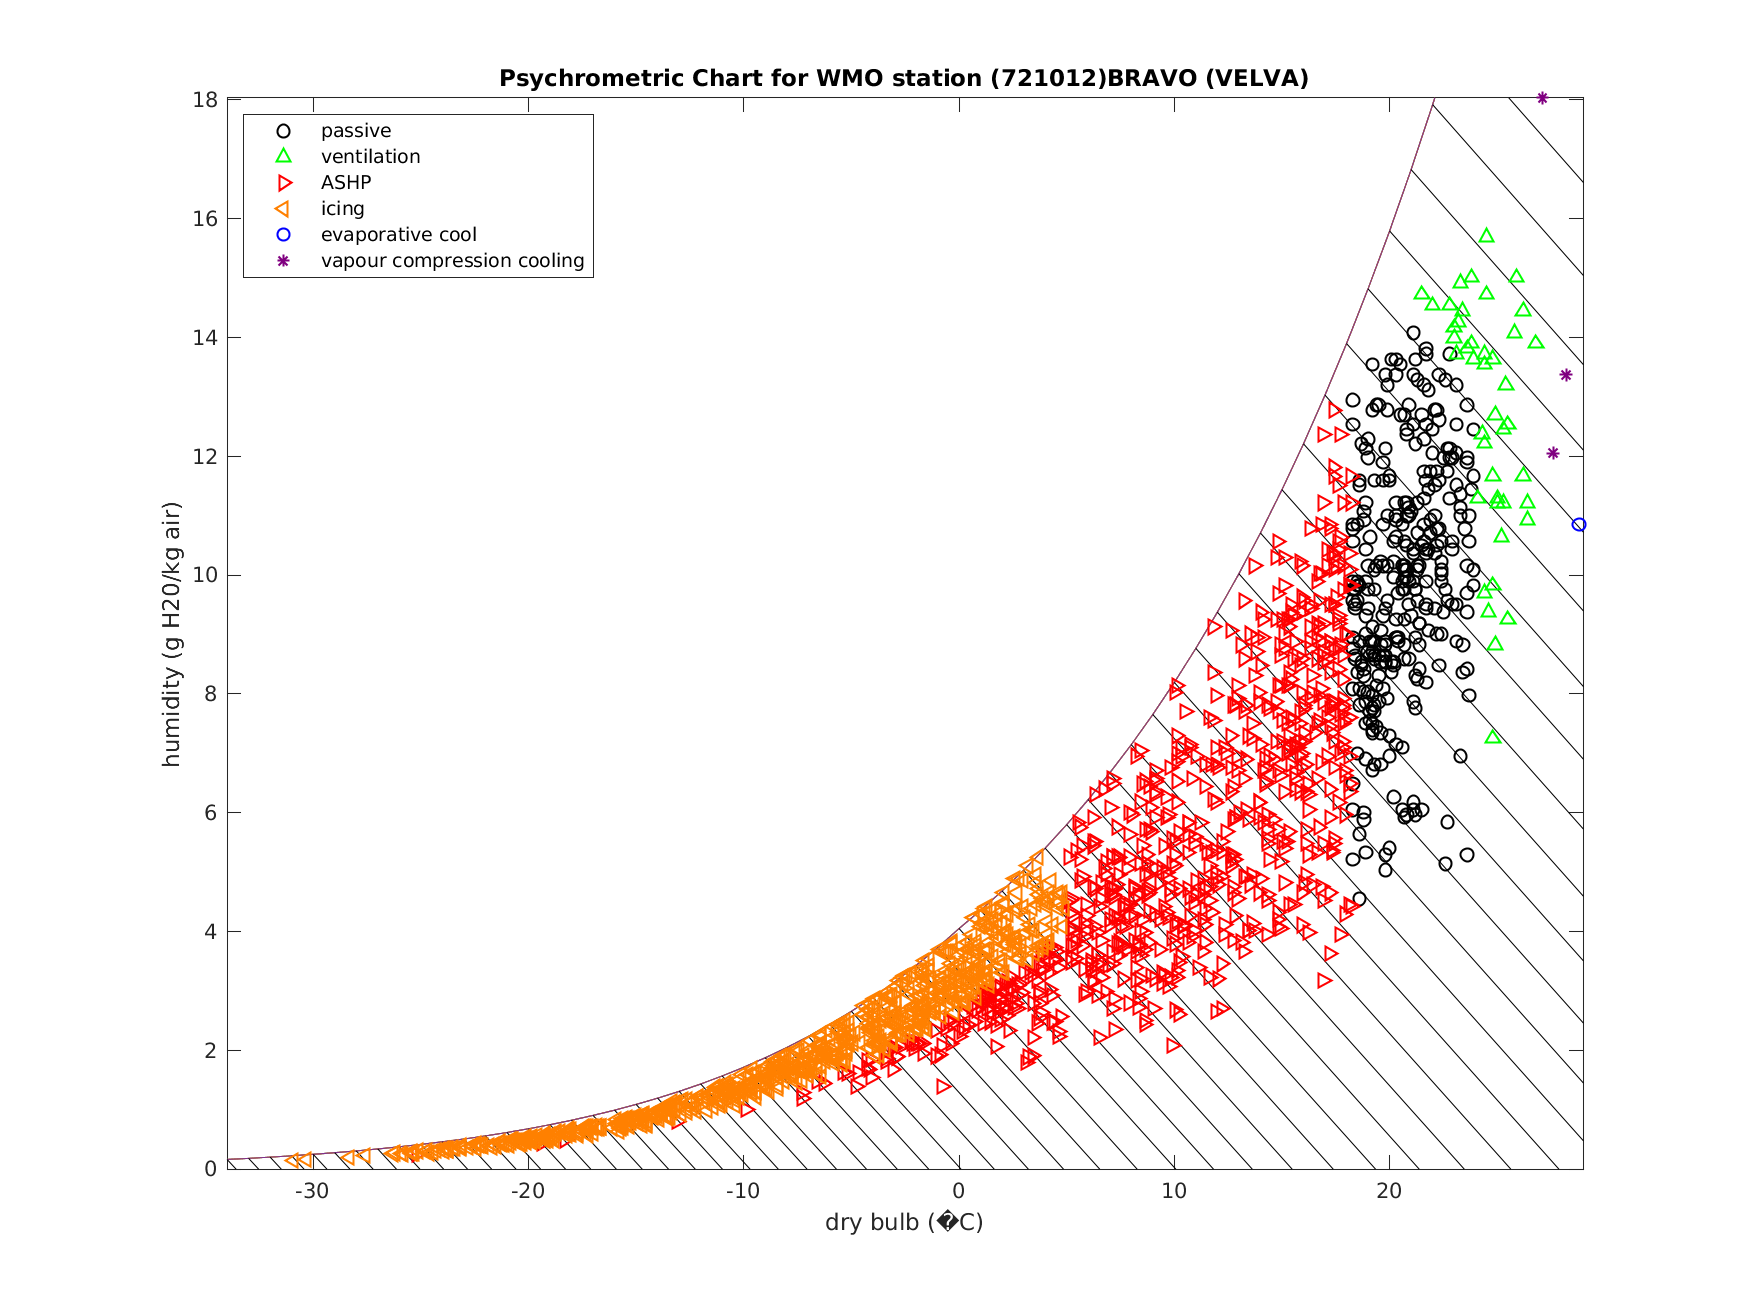 Psychrometric Chart for WMO station (721012)BRAVO (VELVA)
passive
ventilation
ASHP
icing
evaporative cool
vapour compression cooling
humidity (g H20/kg air)
18
16
14
12
10
8
6
4
2
0
-30
-20
-10
0
10
20
dry bulb (�C)